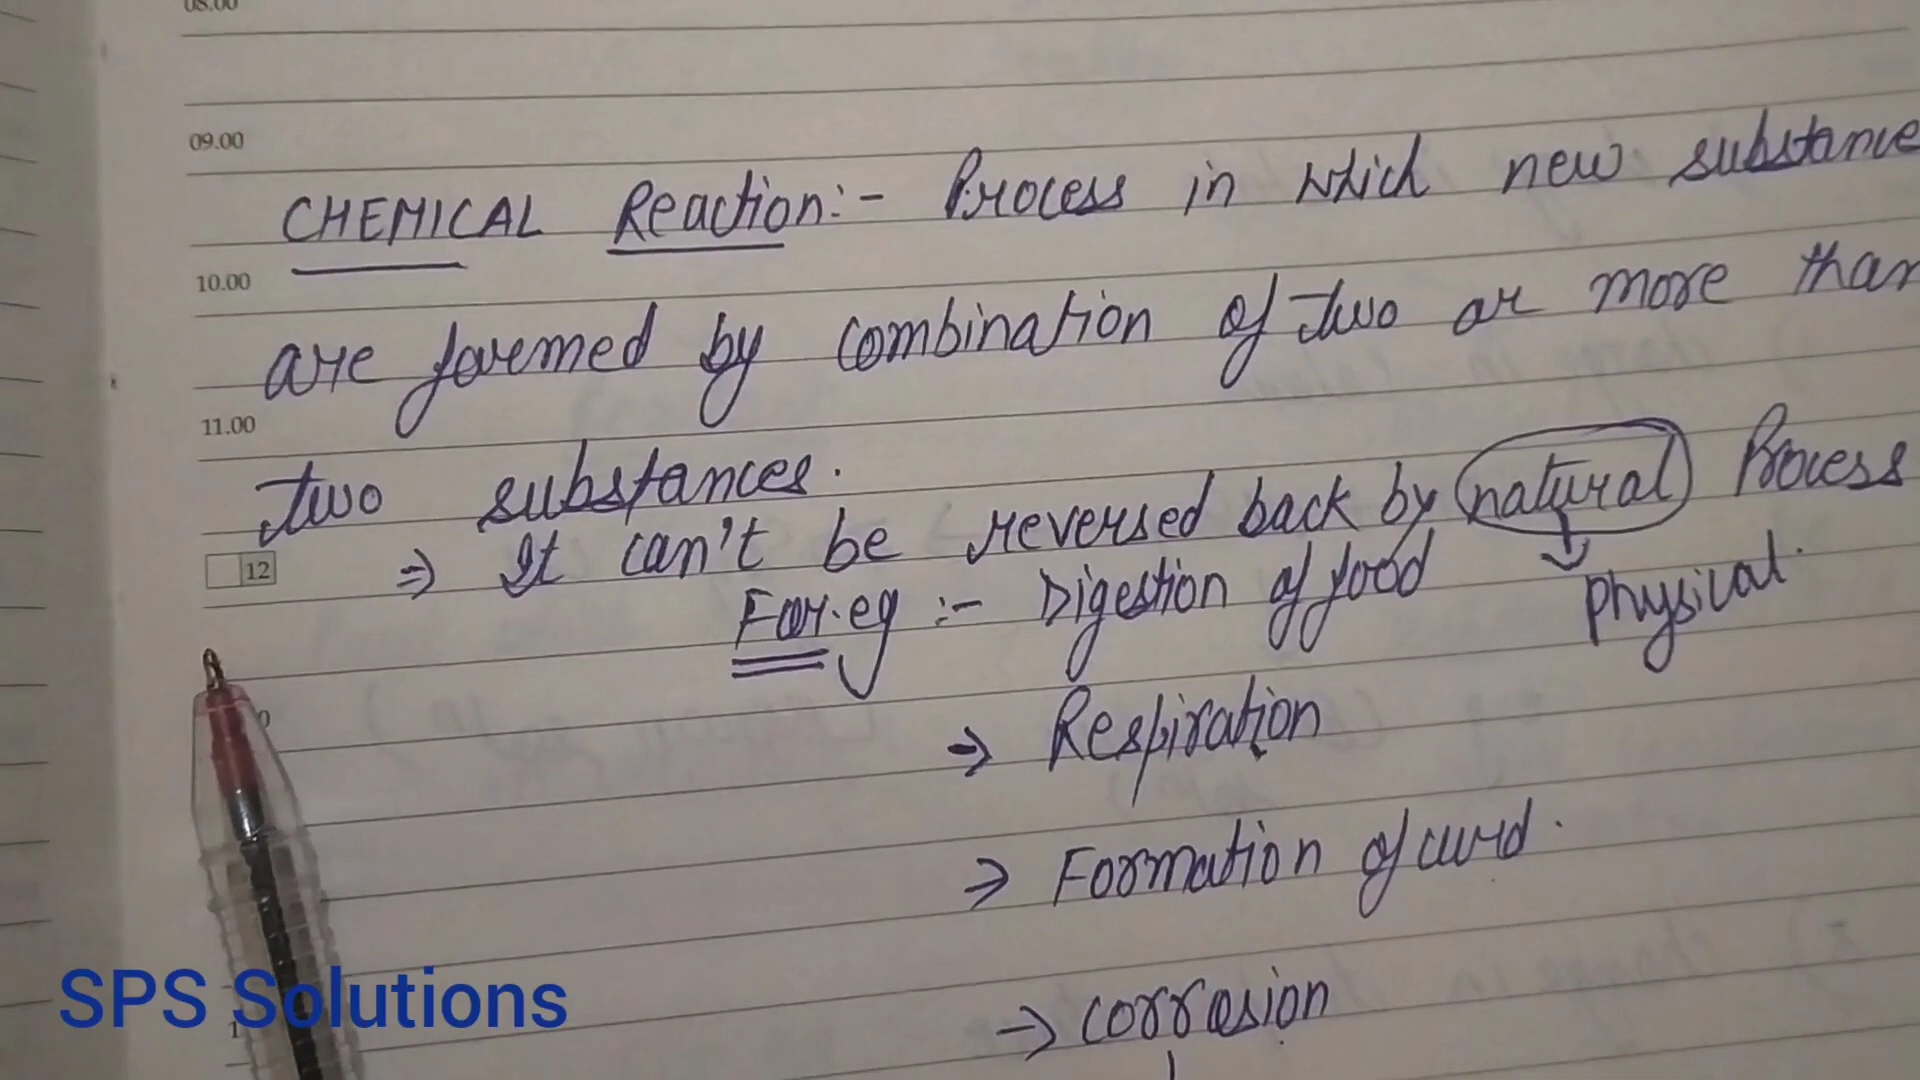 08.00
09.00
CHEMICAL Reaction:- Process in which new substance
10.00
are formed by combination of two or more than
11.00
two substances.
⇒ It can't be reversed back by natural Process
12
For.eg :- Digestion of food
physical.
→ Respiration
→ Formation of curd.
→ corrosion
SPS Solutions